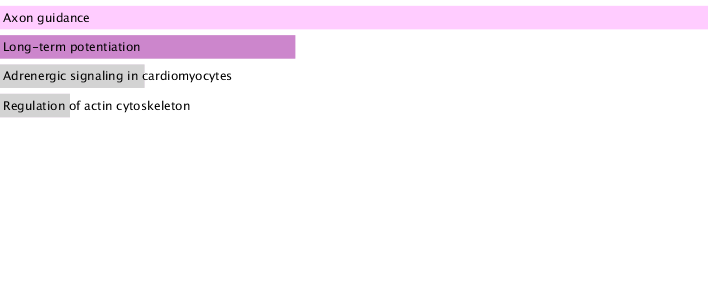 Axon guidance
Long-term potentiation
Adrenergic signaling in cardiomyocytes
Regulation of actin cytoskeleton